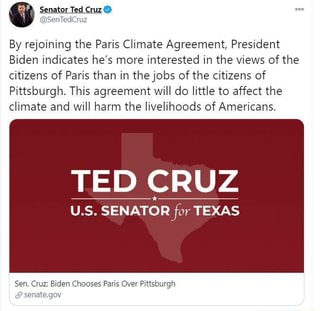 Senator Ted Cruz
@SenTedCruz
By rejoining the Paris Climate Agreement, President
Biden indicates he's more interested in the views of the
citizens of Paris than in the jobs of the citizens of
Pittsburgh. This agreement will do little to affect the
climate and will harm the livelihoods of Americans.
TED CRUZ
U.S. SENATOR for TEXAS
Sen. Cruz: Biden Chooses Paris Over Pittsburgh
senate.gov